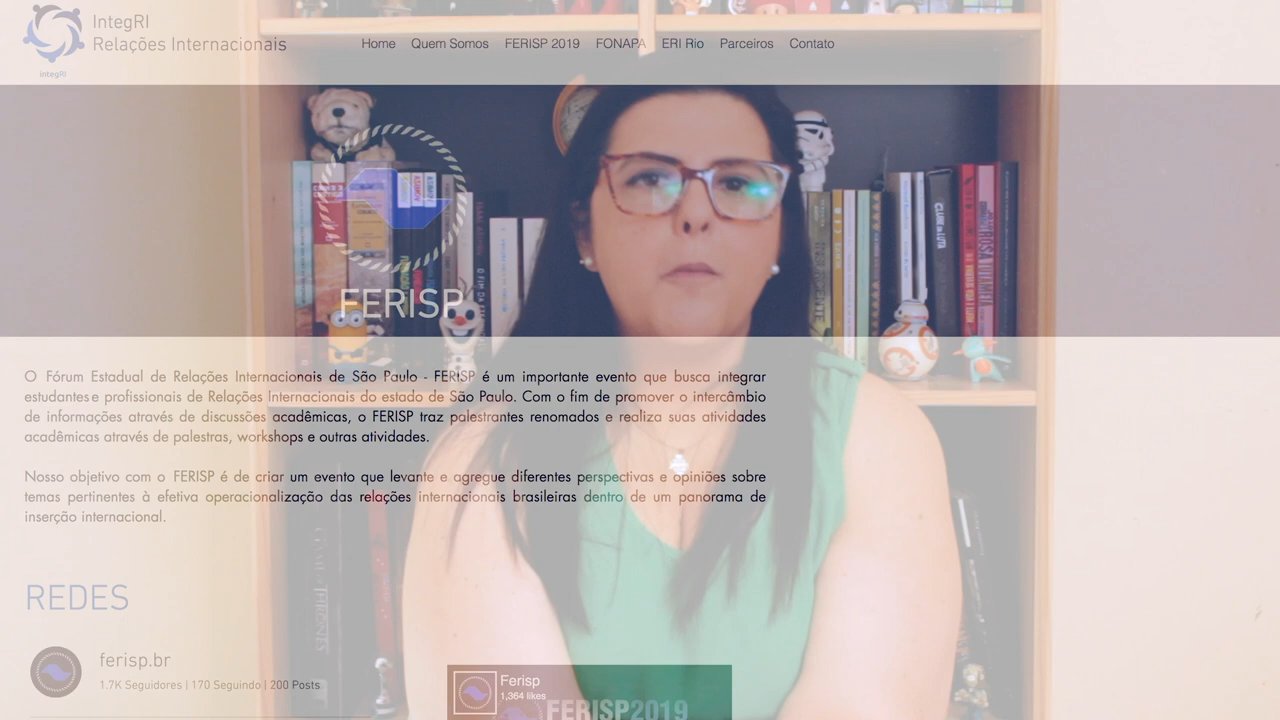 IntegRI
Relações Internacionais
integRI
Home Quem Somos FERISP 2019 FONAPA ERI Rio Parceiros Contato
CLUBE DA LUTA
FERISP
O Fórum Estadual de Relações Internacionais de São Paulo - FERISP é um importante evento que busca integrar
estudantes e profissionais de Relações Internacionais do estado de São Paulo. Com o fim de promover o intercâmbio
de informações através de discussões acadêmicas, o FERISP traz palestrantes renomados e realiza suas atividades
acadêmicas através de palestras, workshops e outras atividades.
Nosso objetivo com o FERISP é de criar um evento que levante e agregue diferentes perspectivas e opiniões sobre
temas pertinentes à efetiva operacionalização das relações internacionais brasileiras dentro de um panorama de
inserção internacional.
REDES
ferisp.br
1.7K Seguidores | 170 Seguindo | 200 Posts
Ferisp
1,364 likes
FERISP2019